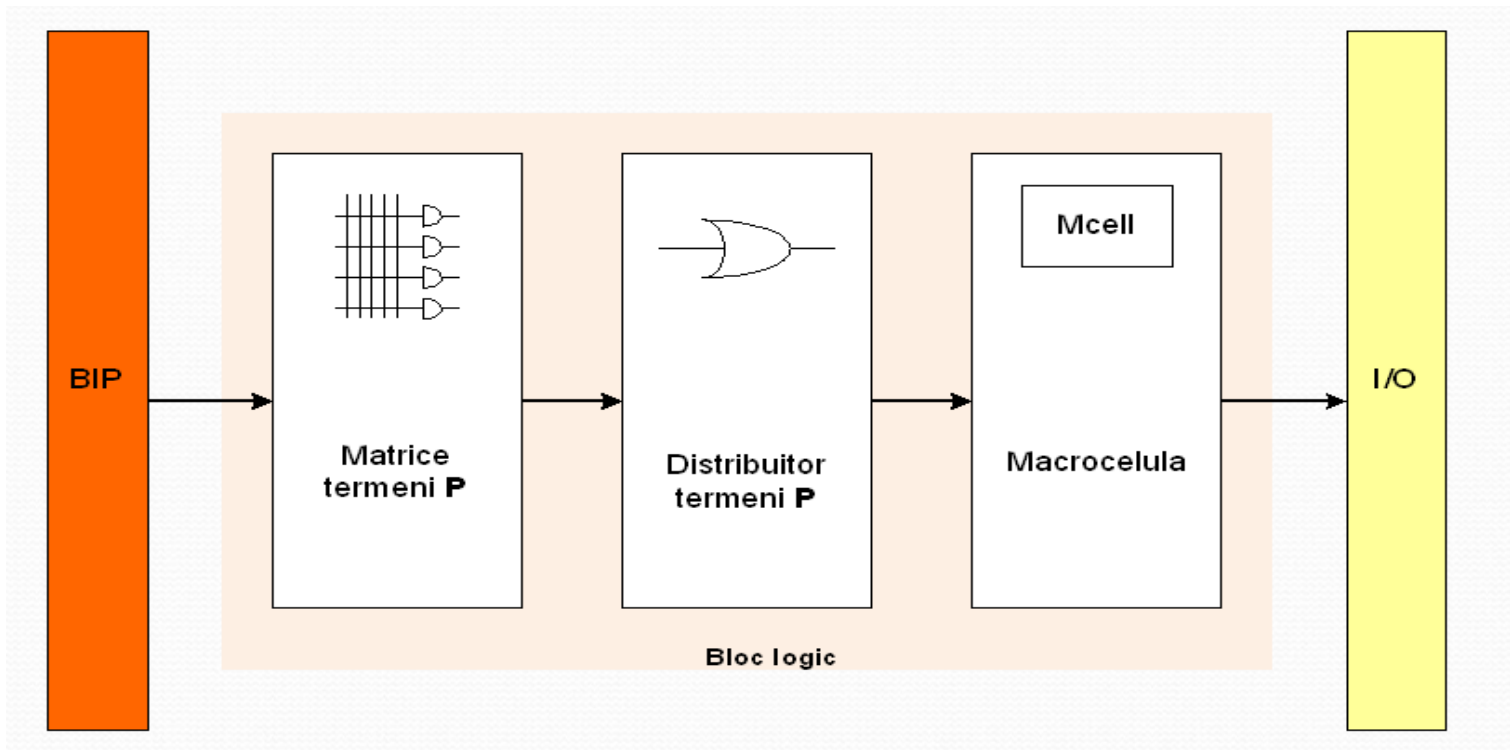 BIP
Matrice
termeni P
Distribuitor
termeni P
Mcell
Macrocelula
Bloc logic
I/O